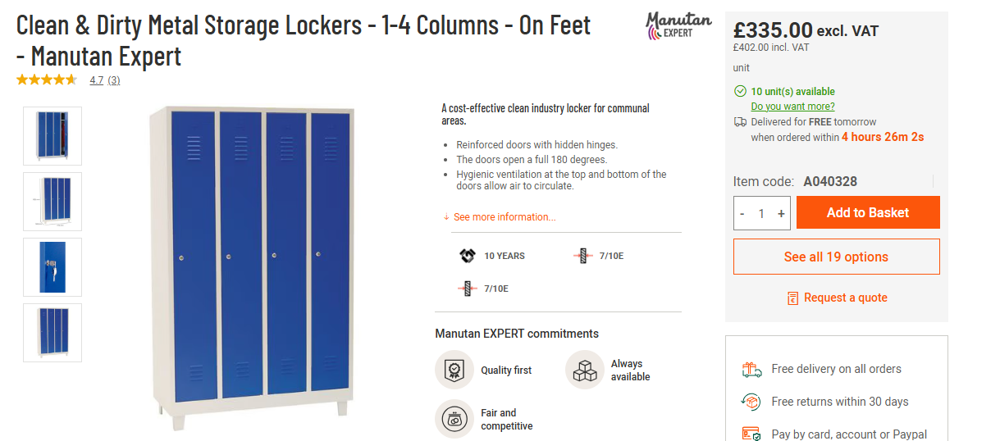 Clean & Dirty Metal Storage Lockers - 1-4 Columns - On Feet
- Manutan Expert
4.7 (3)
Manutan
EXPERT
A cost-effective clean industry locker for communal
areas.
• Reinforced doors with hidden hinges.
• The doors open a full 180 degrees.
• Hygienic ventilation at the top and bottom of the
doors allow air to circulate.
↓ See more information...
10 YEARS
7/10E
7/10E
Manutan EXPERT commitments
Quality first
Always
available
Fair and
competitive
£335.00 excl. VAT
£402.00 incl. VAT
unit
10 unit(s) available
Do you want more?
Delivered for FREE tomorrow
when ordered within 4 hours 26m 2s
Item code: A040328
- 1 +
Add to Basket
See all 19 options
Request a quote
Free delivery on all orders
Free returns within 30 days
Pay by card, account or Paypal